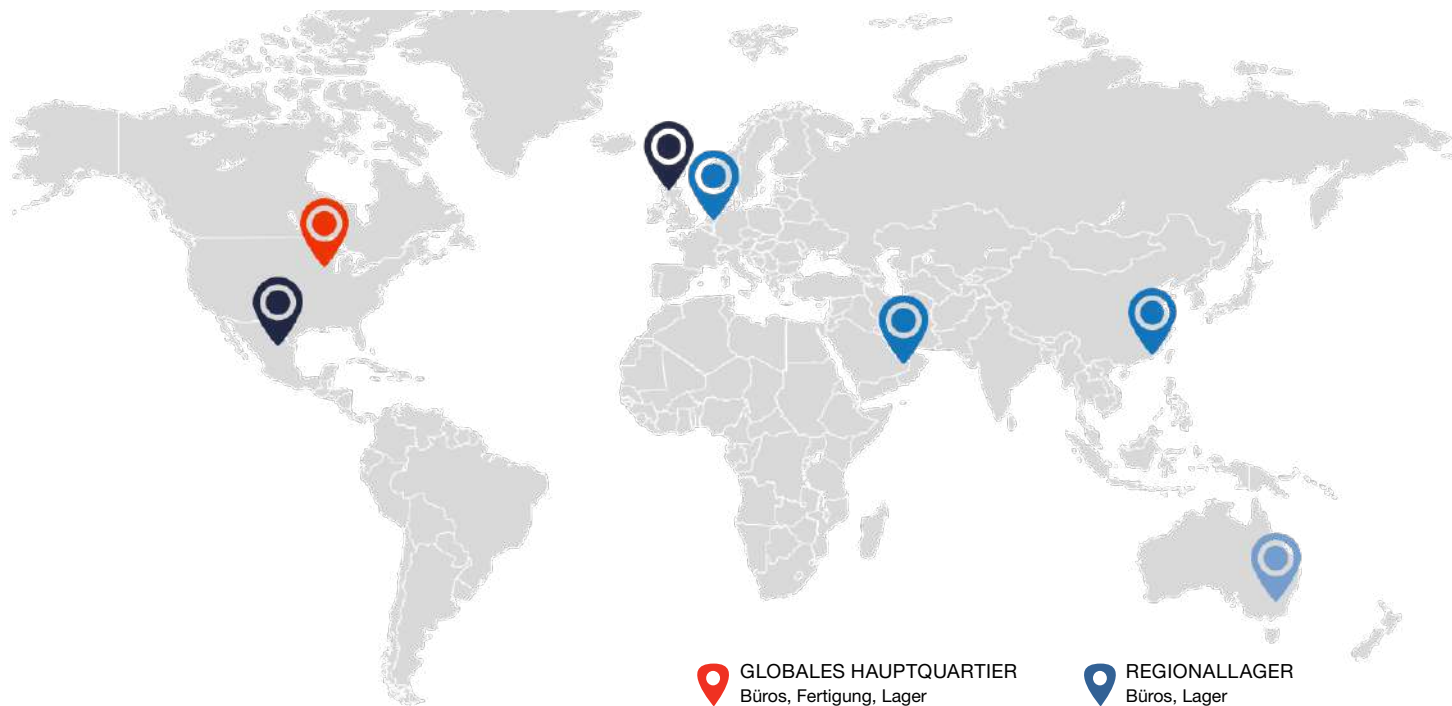 GLOBALES HAUPTQUARTIER
Büros, Fertigung, Lager
REGIONALLAGER
Büros, Lager